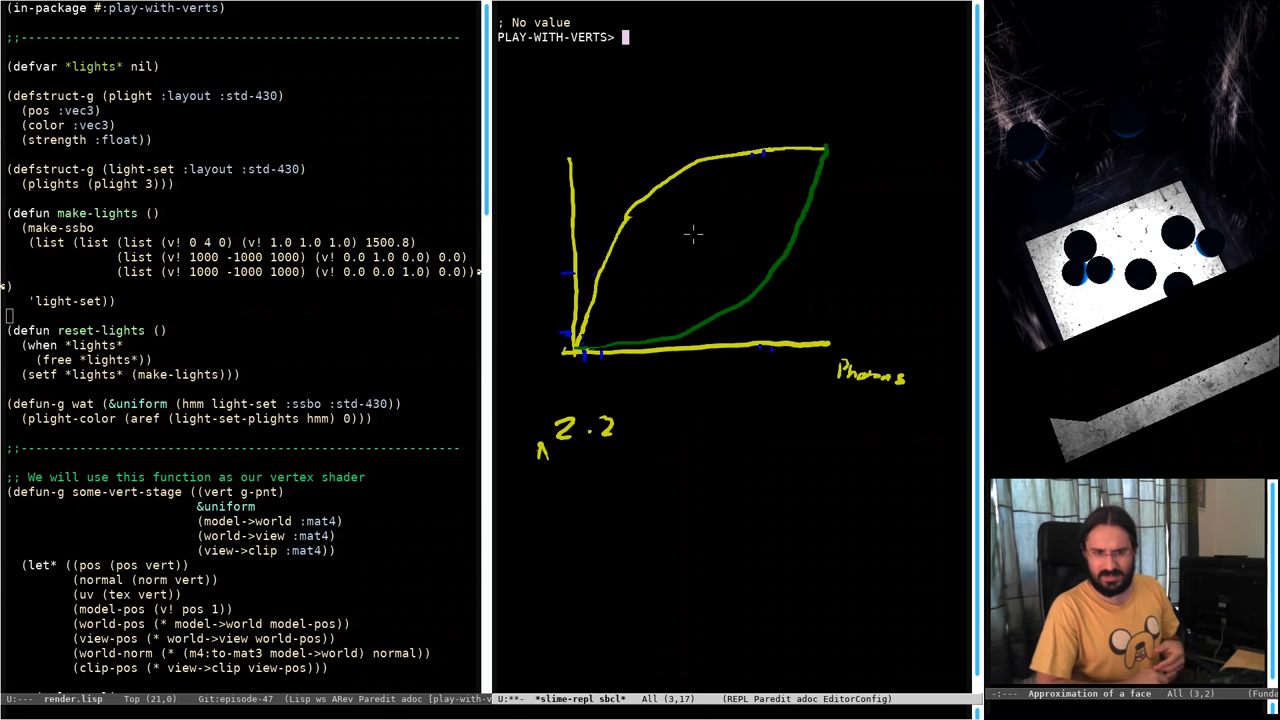 (in-package #:play-with-verts)
;;------------------------------------------------------------
(defvar *lights* nil)
(defstruct-g (plight :layout :std-430)
(pos :vec3)
(color :vec3)
(strength :float))
(defstruct-g (light-set :layout :std-430)
(plights (plight 3)))
(defun make-lights ()
(make-ssbo
(list (list (list (v! 0 4 0) (v! 1.0 1.0 1.0) 1500.8)
(list (v! 1000 -1000 1000) (v! 0.0 1.0 0.0) 0.0)
(list (v! 1000 -1000 1000) (v! 0.0 0.0 1.0) 0.0))
)
'light-set))
(defun reset-lights ()
(when *lights*
(free *lights*))
(setf *lights* (make-lights)))
(defun-g wat (&uniform (hmm light-set :ssbo :std-430))
(plight-color (aref (light-set-plights hmm) 0)))
;;------------------------------------------------------------
;; We will use this function as our vertex shader
(defun-g some-vert-stage ((vert g-pnt)
&uniform
(model->world :mat4)
(world->view :mat4)
(view->clip :mat4))
(let* ((pos (pos vert))
(normal (norm vert))
(uv (tex vert))
(model-pos (v! pos 1))
(world-pos (* model->world model-pos))
(view-pos (* world->view world-pos))
(world-norm (* (m4:to-mat3 model->world) normal))
(clip-pos (* view->clip view-pos)))
U:--- render.lisp Top (21,0) Git:episode-47 (Lisp ws ARev Paredit adoc [play-with-v
; No value
PLAY-WITH-VERTS>
Photons
^ 2.2
U:**- *slime-repl sbcl* All (3,17) (REPL Paredit adoc EditorConfig)
-:--- Approximation of a face All (3,2) (Funda